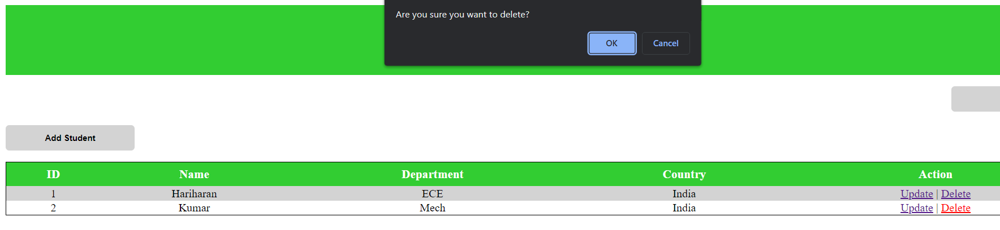 Are you sure you want to delete?
OK Cancel
Add Student
ID Name Department Country Action
1 Hariharan ECE India Update | Delete
2 Kumar Mech India Update | Delete